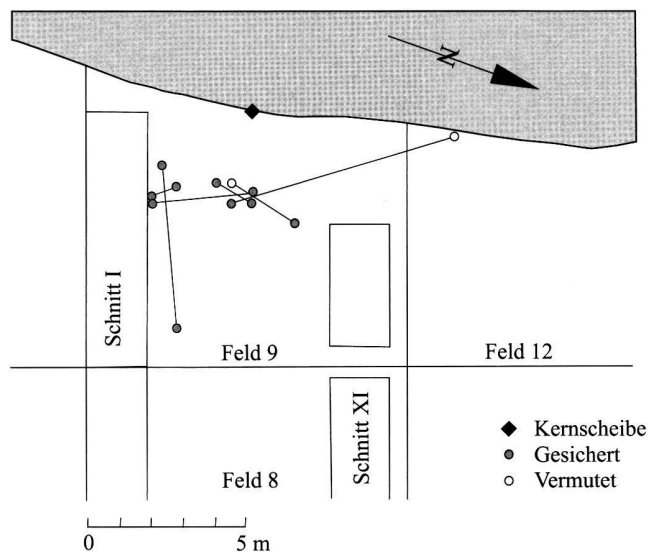 N
Schnitt I
Feld 9
Feld 12
Schnitt XI
Feld 8
Kernscheibe
Gesichert
Vermutet
0
5 m